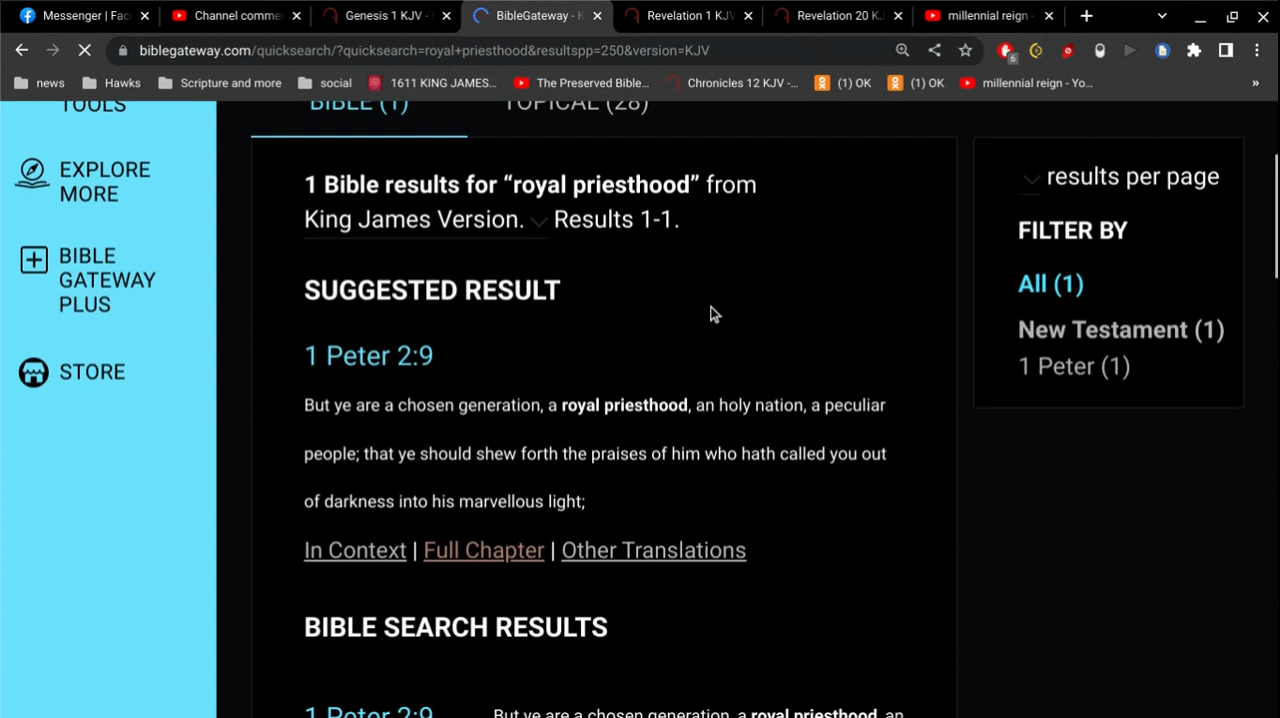 Messenger | Fac
Channel comme
Genesis 1 KJV -
BibleGateway - K
Revelation 1 KJV
Revelation 20 KJ
millennial reign -
biblegateway.com/quicksearch/?quicksearch=royal+priesthood&resultspp=250&version=KJV
6
news
Hawks
Scripture and more
social
1611 KING JAMES...
The Preserved Bible...
Chronicles 12 KJV -...
(1) OK
(1) OK
millennial reign - Yo...
»
TOOLS
EXPLORE
MORE
BIBLE
GATEWAY
PLUS
STORE
BIBLE (1)
TOPICAL (28)
1 Bible results for “royal priesthood” from
King James Version. Results 1-1.
SUGGESTED RESULT
1 Peter 2:9
But ye are a chosen generation, a royal priesthood, an holy nation, a peculiar
people; that ye should shew forth the praises of him who hath called you out
of darkness into his marvellous light;
In Context | Full Chapter | Other Translations
BIBLE SEARCH RESULTS
1 Peter 2:9
But ye are a chosen generation, a royal priesthood, an
results per page
FILTER BY
All (1)
New Testament (1)
1 Peter (1)